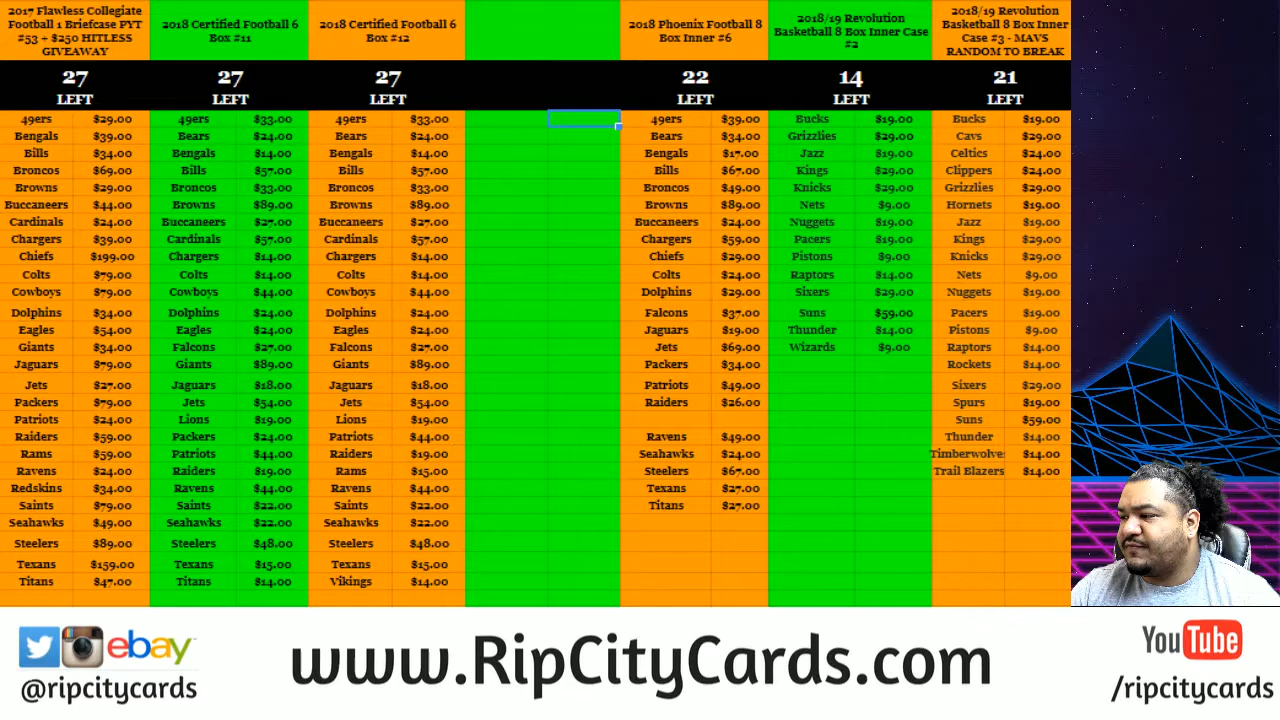 2017 Flawless Collegiate
Football 1 Briefcase PYT
#53 + $250 HITLESS
GIVEAWAY
27
LEFT
49ers $29.00
Bengals $39.00
Bills $34.00
Broncos $69.00
Browns $29.00
Buccaneers $44.00
Cardinals $24.00
Chargers $39.00
Chiefs $199.00
Colts $79.00
Cowboys $79.00
Dolphins $34.00
Eagles $54.00
Giants $34.00
Jaguars $79.00
Jets $27.00
Packers $79.00
Patriots $24.00
Raiders $59.00
Rams $59.00
Ravens $24.00
Redskins $34.00
Saints $79.00
Seahawks $49.00
Steelers $89.00
Texans $159.00
Titans $47.00
2018 Certified Football 6
Box #11
27
LEFT
49ers $33.00
Bears $24.00
Bengals $14.00
Bills $57.00
Broncos $33.00
Browns $89.00
Buccaneers $27.00
Cardinals $57.00
Chargers $14.00
Colts $14.00
Cowboys $44.00
Dolphins $24.00
Eagles $24.00
Falcons $27.00
Giants $89.00
Jaguars $18.00
Jets $54.00
Lions $19.00
Packers $24.00
Patriots $44.00
Raiders $19.00
Ravens $44.00
Saints $22.00
Seahawks $22.00
Steelers $48.00
Texans $15.00
Titans $14.00
2018 Certified Football 6
Box #12
27
LEFT
49ers $33.00
Bears $24.00
Bengals $14.00
Bills $57.00
Broncos $33.00
Browns $89.00
Buccaneers $27.00
Cardinals $57.00
Chargers $14.00
Colts $14.00
Cowboys $44.00
Dolphins $24.00
Eagles $24.00
Falcons $27.00
Giants $89.00
Jaguars $18.00
Jets $54.00
Lions $19.00
Patriots $44.00
Raiders $19.00
Rams $15.00
Ravens $44.00
Saints $22.00
Seahawks $22.00
Steelers $48.00
Texans $15.00
Vikings $14.00
2018 Phoenix Football 8
Box Inner #6
22
LEFT
49ers $39.00
Bears $34.00
Bengals $17.00
Bills $67.00
Broncos $49.00
Browns $89.00
Buccaneers $24.00
Chargers $59.00
Chiefs $29.00
Colts $24.00
Dolphins $29.00
Falcons $37.00
Jaguars $19.00
Jets $69.00
Packers $34.00
Patriots $49.00
Raiders $26.00
Ravens $49.00
Seahawks $24.00
Steelers $67.00
Texans $27.00
Titans $27.00
2018/19 Revolution
Basketball 8 Box Inner Case
#2
14
LEFT
Bucks $19.00
Grizzlies $29.00
Jazz $19.00
Kings $29.00
Knicks $29.00
Nets $9.00
Nuggets $19.00
Pacers $19.00
Pistons $9.00
Raptors $14.00
Sixers $29.00
Suns $59.00
Thunder $14.00
Wizards $9.00
2018/19 Revolution
Basketball 8 Box Inner
Case #3 - MAVS
RANDOM TO BREAK
21
LEFT
Bucks $19.00
Cavs $29.00
Celtics $24.00
Clippers $24.00
Grizzlies $29.00
Hornets $19.00
Jazz $19.00
Kings $29.00
Knicks $29.00
Nets $9.00
Nuggets $19.00
Pacers $19.00
Pistons $9.00
Raptors $14.00
Rockets $14.00
Sixers $29.00
Spurs $19.00
Suns $59.00
Thunder $14.00
Timberwolve $14.00
Trail Blazers $14.00
ebay
@ripcitycards
www.RipCityCards.com
YouTube
/ripcitycards